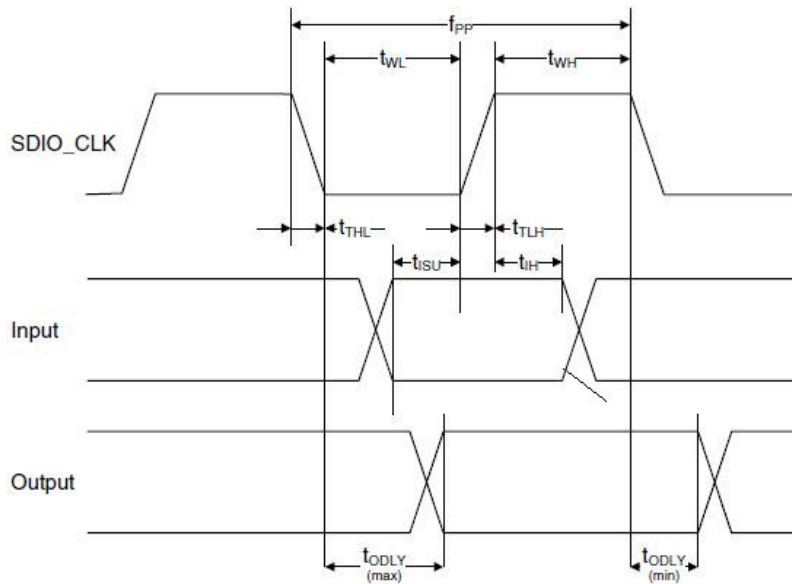 fPP
tWL
tWH
SDIO_CLK
tTHL
tTLH
tISU
tIH
Input
Output
tODLY
(max)
tODLY
(min)